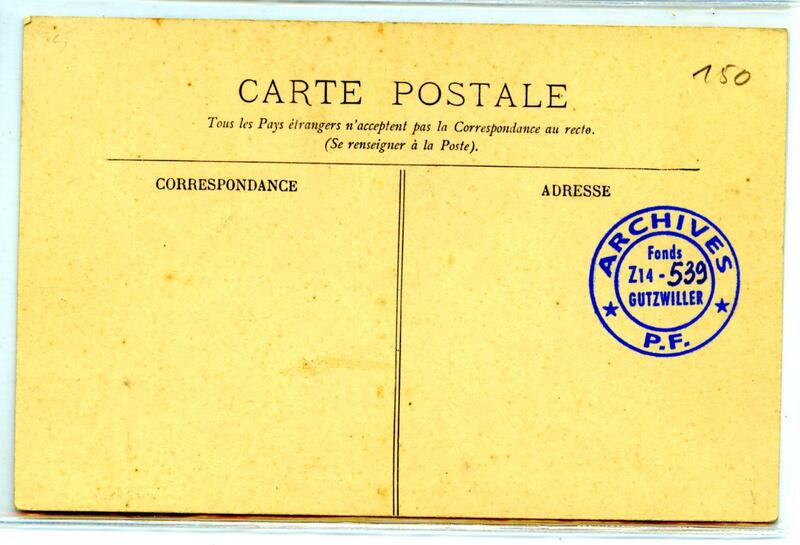 150
CARTE POSTALE
Tous les Pays étrangers n'acceptent pas la Correspondance au recto.
(Se renseigner à la Poste).
CORRESPONDANCE
ADRESSE
ARCHIVES
Fonds
Z14 - 539
GUTZWILLER
P.F.